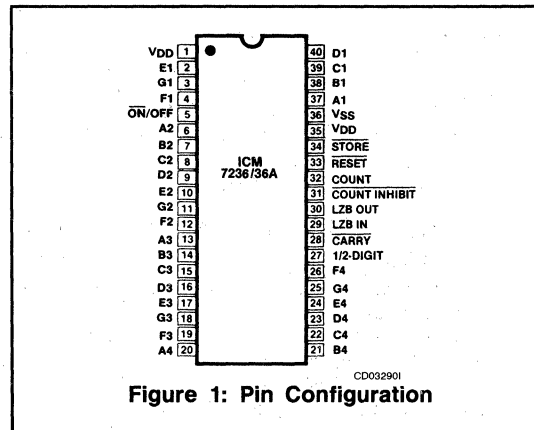 VDD 1
E1 2
G1 3
F1 4
ON/OFF 5
A2 6
B2 7
C2 8
D2 9
E2 10
G2 11
F2 12
A3 13
B3 14
C3 15
D3 16
E3 17
G3 18
F3 19
A4 20
ICM
7236/36A
40 D1
39 C1
38 B1
37 A1
36 VSS
35 VDD
34 STORE
33 RESET
32 COUNT
31 COUNT INHIBIT
30 LZB OUT
29 LZB IN
28 CARRY
27 1/2-DIGIT
26 F4
25 G4
24 E4
23 D4
22 C4
21 B4
CD03290I
Figure 1: Pin Configuration